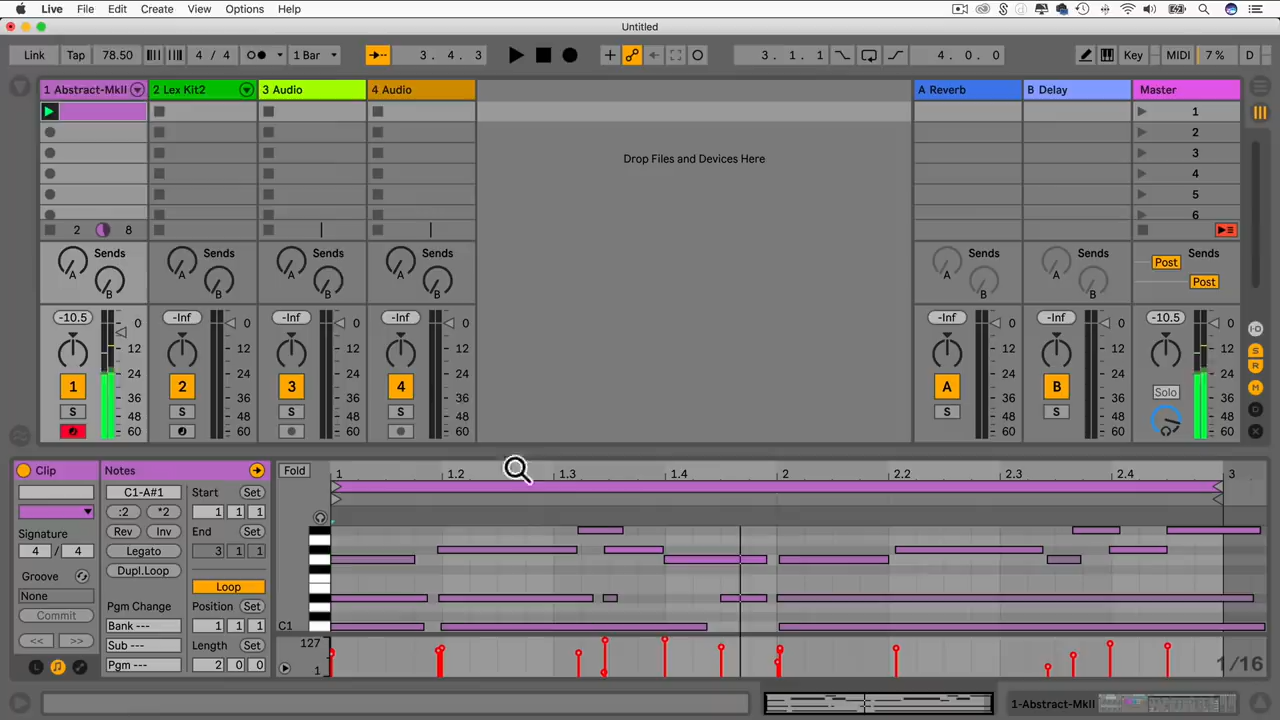 Live File Edit Create View Options Help
Untitled
Link Tap 78.50 4 / 4 1 Bar 3. 4. 3 3. 1. 1 4. 0. 0 Key MIDI 7 % D
1 Abstract-MkII 2 Lex Kit2 3 Audio 4 Audio A Reverb B Delay Master
1
2
Drop Files and Devices Here
3
4
5
6
2 8
Sends Sends Sends Sends Sends
A A A A A A Post
B B B B B B Post
-10.5 -Inf -Inf -Inf -Inf -Inf -10.5
0 0 0 0 0 0 0
12 12 12 12 12 12 12
24 24 24 24 24 24 24
1 2 3 4 A B
36 36 36 36 36 36 Solo 36
S S S S S S
48 48 48 48 48 48 48
60 60 60 60 60 60 60
I·O
S
R
M
D
X
Clip Notes Fold 1 1.2 1.3 1.4 2 2.2 2.3 2.4 3
C1-A#1 Start Set
:2 *2 1 1 1
Signature Rev Inv End Set
4 / 4 Legato 3 1 1
Groove Dupl.Loop
None Loop
Commit Pgm Change Position Set
<< >> Bank --- 1 1 1 C1
Sub --- Length Set 127
L Pgm --- 2 0 0 1 1/16
1-Abstract-MkII